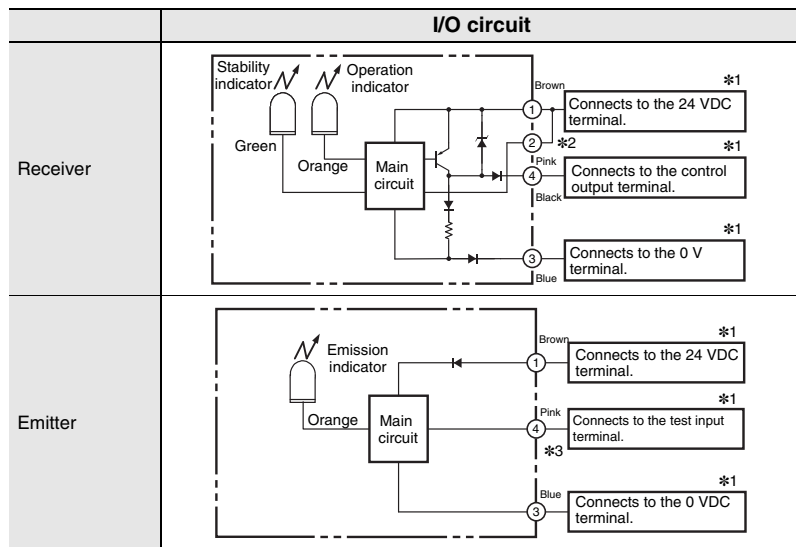 I/O circuit
Receiver
Stability
indicator
Operation
indicator
Green
Orange
Main
circuit
Brown
1
2
*2
Pink
4
Black
3
Blue
*1
Connects to the 24 VDC
terminal.
*1
Connects to the control
output terminal.
*1
Connects to the 0 V
terminal.
Emitter
Emission
indicator
Orange
Main
circuit
Brown
1
Pink
4
*3
Blue
3
*1
Connects to the 24 VDC
terminal.
*1
Connects to the test input
terminal.
*1
Connects to the 0 VDC
terminal.